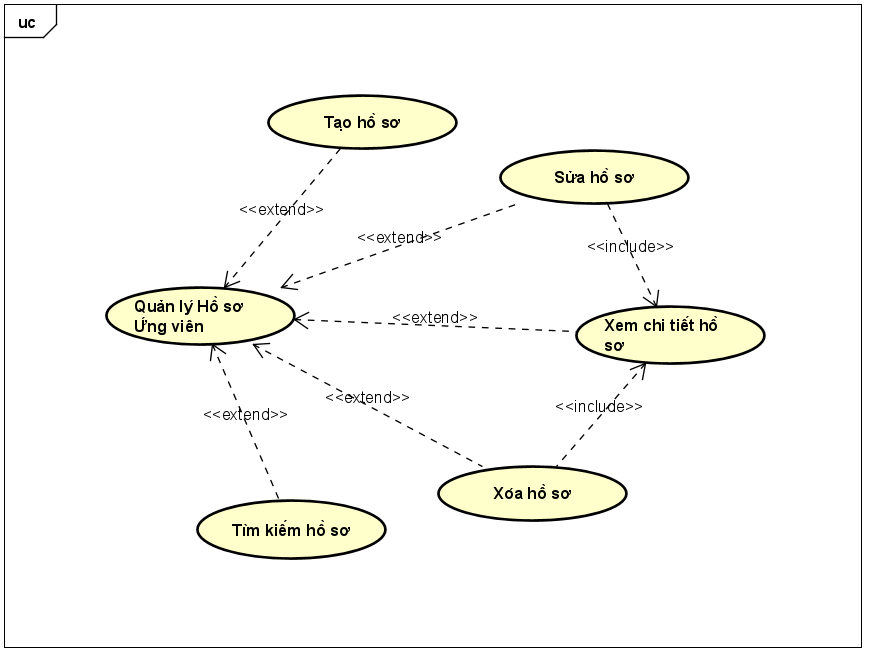 uc
Tạo hồ sơ
Sửa hồ sơ
<<extend>>
<<extend>>
<<include>>
Quản lý Hồ sơ
Ứng viên
<<extend>>
Xem chi tiết hồ
sơ
<<extend>>
<<extend>>
<<include>>
Xóa hồ sơ
Tìm kiếm hồ sơ